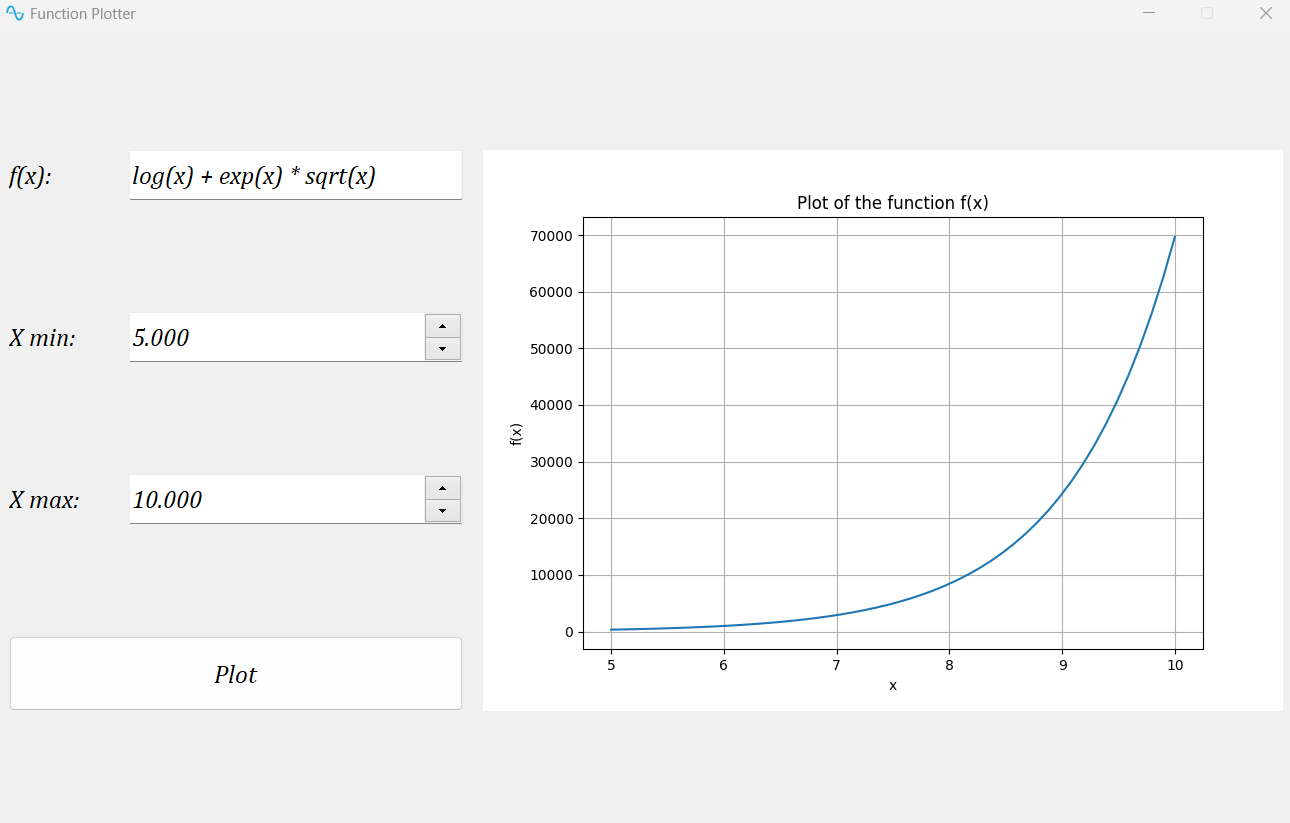 Function Plotter
f(x):
log(x) + exp(x) * sqrt(x)
X min:
5.000
X max:
10.000
Plot
Plot of the function f(x)
70000
60000
50000
40000
30000
20000
10000
0
f(x)
5 6 7 8 9 10
x